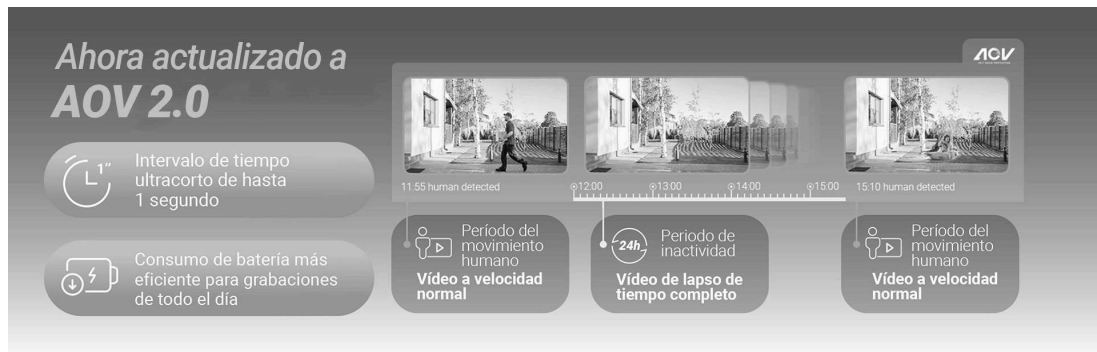 Ahora actualizado a
AOV 2.0
1"
Intervalo de tiempo
ultracorto de hasta
1 segundo
Consumo de batería más
eficiente para grabaciones
de todo el día
AOV
11:55 human detected
12:00
13:00
14:00
15:00
15:10 human detected
Período del
movimiento
humano
Vídeo a velocidad
normal
24h
Periodo de
inactividad
Vídeo de lapso de
tiempo completo
Período del
movimiento
humano
Vídeo a velocidad
normal